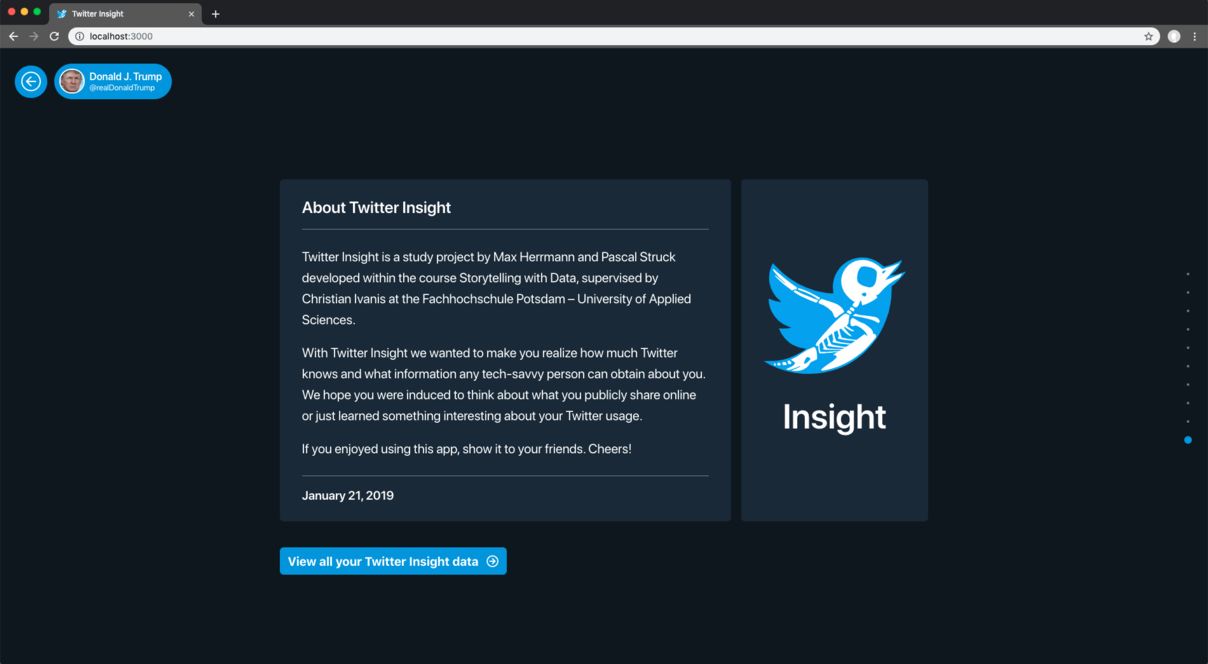 Twitter Insight
localhost:3000
Donald J. Trump
@realDonaldTrump
About Twitter Insight
Twitter Insight is a study project by Max Herrmann and Pascal Struck
developed within the course Storytelling with Data, supervised by
Christian Ivanis at the Fachhochschule Potsdam – University of Applied
Sciences.
With Twitter Insight we wanted to make you realize how much Twitter
knows and what information any tech-savvy person can obtain about you.
We hope you were induced to think about what you publicly share online
or just learned something interesting about your Twitter usage.
If you enjoyed using this app, show it to your friends. Cheers!
January 21, 2019
Insight
View all your Twitter Insight data